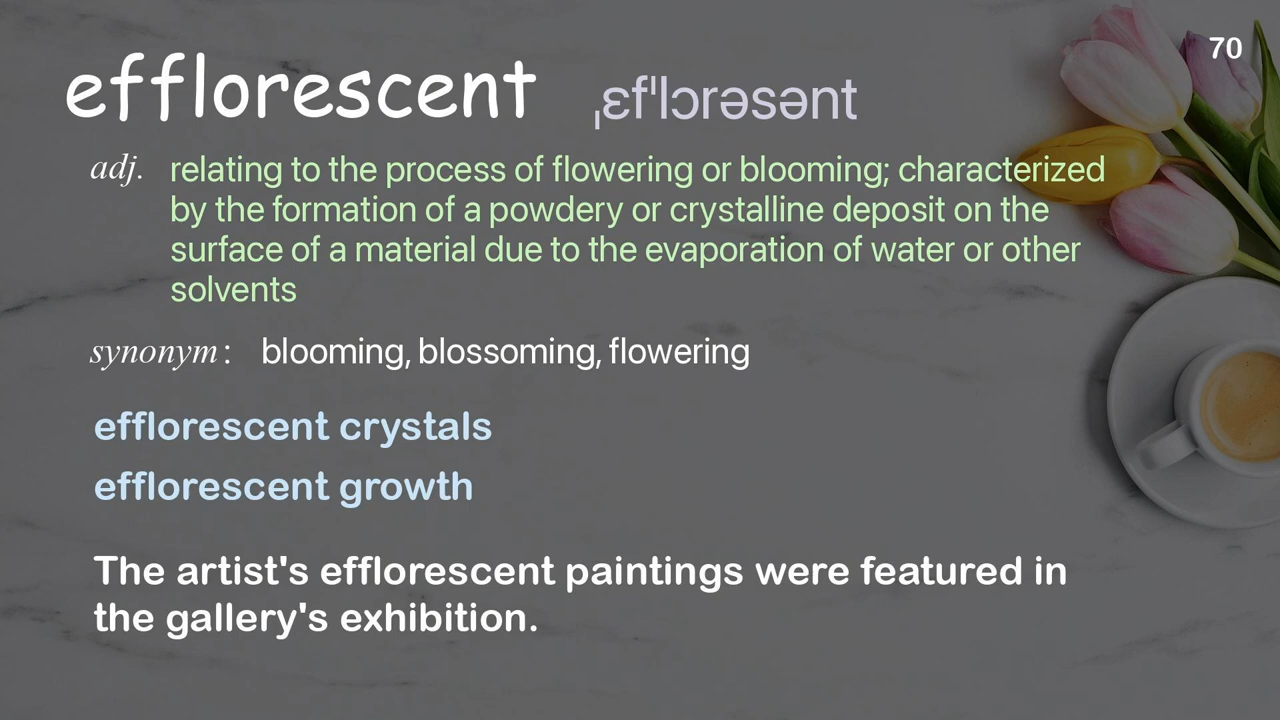 70
efflorescent ˌɛfˈlɔrəsənt
adj. relating to the process of flowering or blooming; characterized
by the formation of a powdery or crystalline deposit on the
surface of a material due to the evaporation of water or other
solvents
synonym: blooming, blossoming, flowering
efflorescent crystals
efflorescent growth
The artist's efflorescent paintings were featured in
the gallery's exhibition.